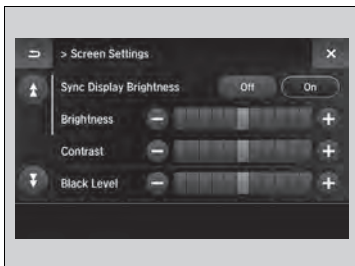 > Screen Settings
Sync Display Brightness Off On
Brightness
Contrast
Black Level